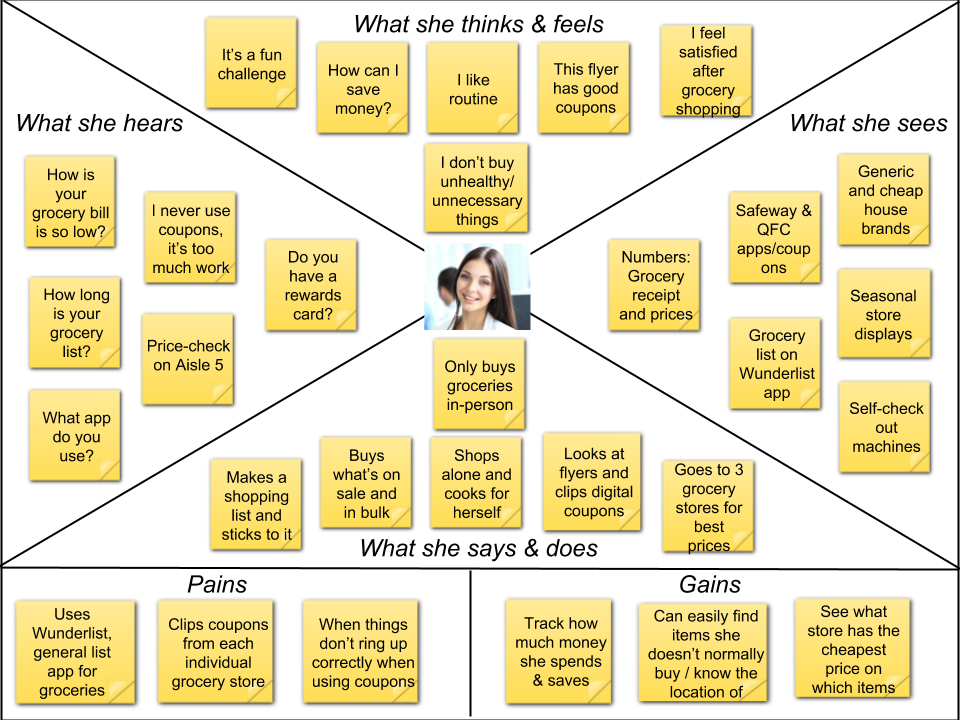 What she thinks & feels
It’s a fun
challenge
How can I
save
money?
I like
routine
This flyer
has good
coupons
I feel
satisfied
after
grocery
shopping
I don’t buy
unhealthy/
unnecessary
things
What she hears
How is
your
grocery bill
is so low?
I never use
coupons,
it’s too
much work
Do you
have a
rewards
card?
How long
is your
grocery
list?
Price-check
on Aisle 5
What app
do you
use?
What she sees
Numbers:
Grocery
receipt
and prices
Safeway &
QFC
apps/coup
ons
Generic
and cheap
house
brands
Seasonal
store
displays
Grocery
list on
Wunderlist
app
Self-check
out
machines
Only buys
groceries
in-person
Makes a
shopping
list and
sticks to it
Buys
what’s on
sale and
in bulk
Shops
alone and
cooks for
herself
Looks at
flyers and
clips digital
coupons
Goes to 3
grocery
stores for
best
prices
What she says & does
Pains
Uses
Wunderlist,
general list
app for
groceries
Clips coupons
from each
individual
grocery store
When things
don’t ring up
correctly when
using coupons
Gains
Track how
much money
she spends
& saves
Can easily find
items she
doesn’t normally
buy / know the
location of
See what
store has the
cheapest
price on
which items